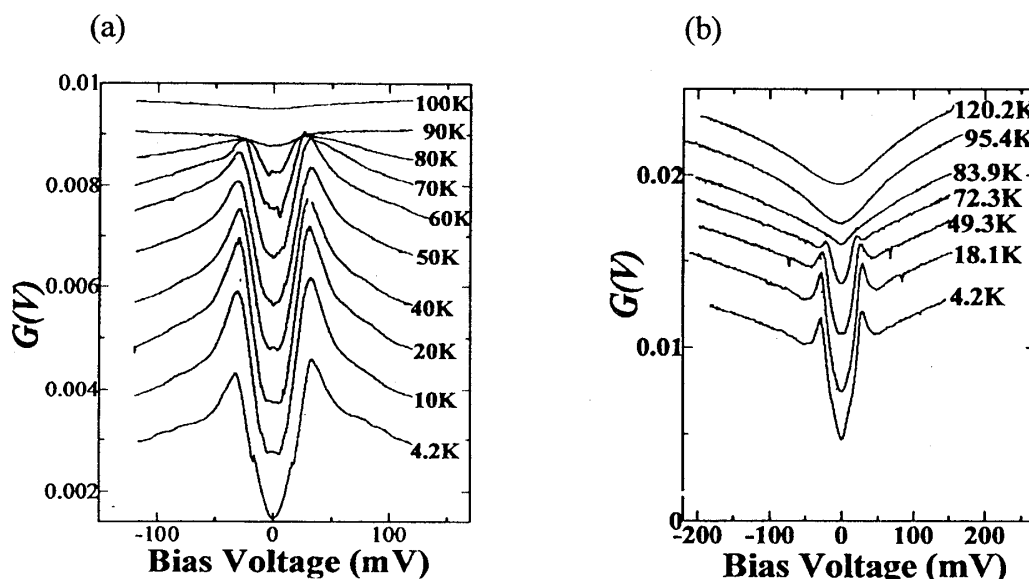 (a)
G(V)
0.01
0.008
0.006
0.004
0.002
100K
90K
80K
70K
60K
50K
40K
20K
10K
4.2K
-100
0
100
Bias Voltage (mV)
(b)
G(V)
0.02
0.01
0
120.2K
95.4K
83.9K
72.3K
49.3K
18.1K
4.2K
-200
-100
0
100
200
Bias Voltage (mV)